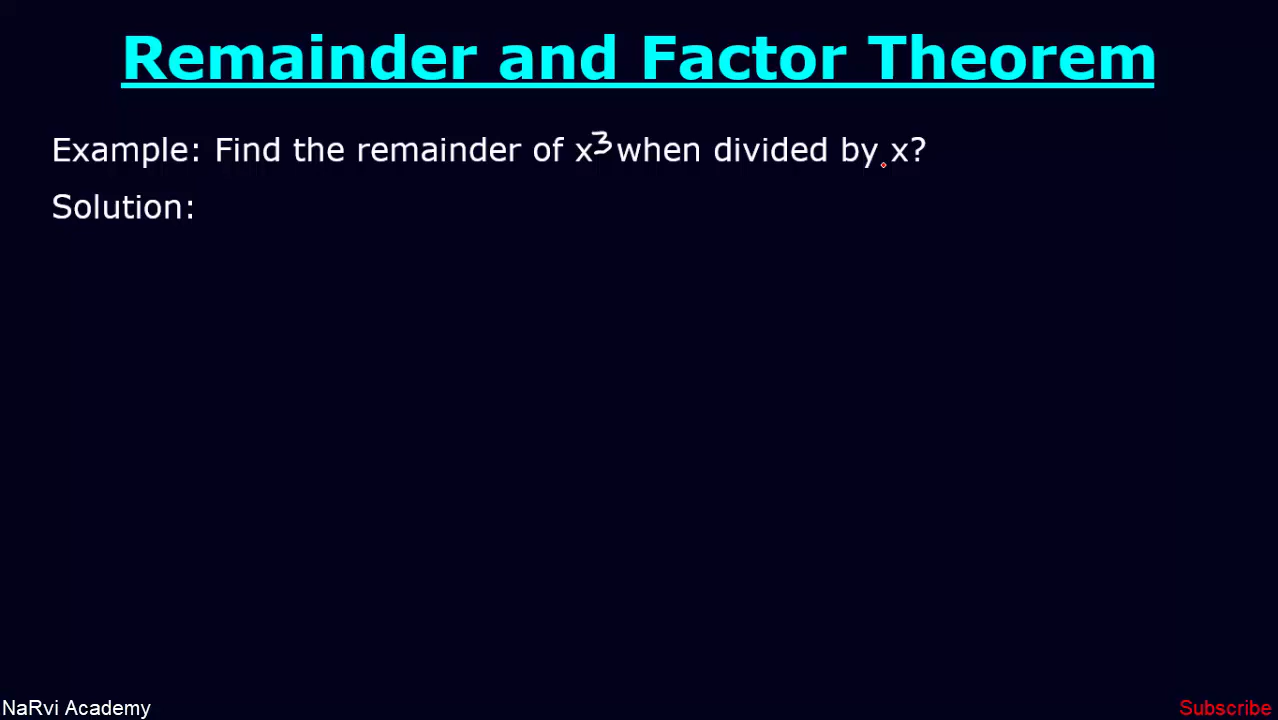 Remainder and Factor Theorem
Example: Find the remainder of x³ when divided by x?
Solution:
NaRvi Academy
Subscribe